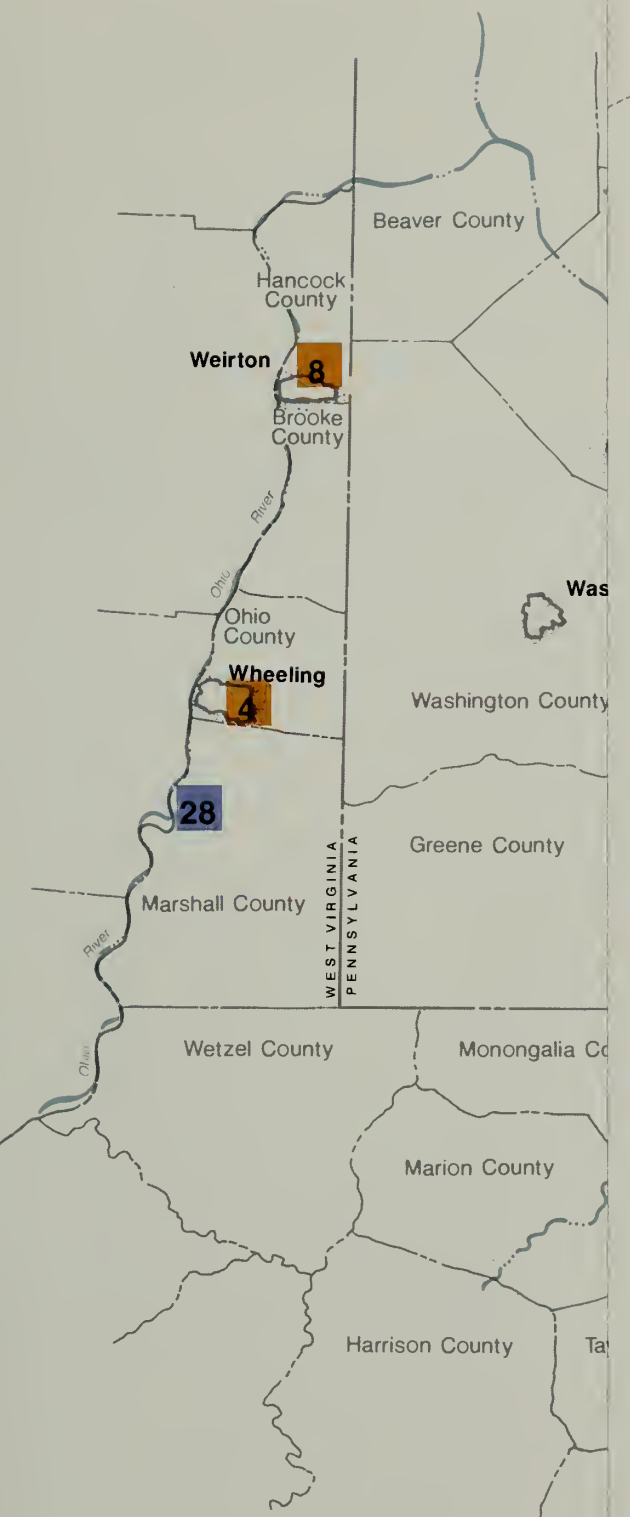 Beaver County
Hancock
County
Weirton
8
Brooke
County
River
Ohio
Was
Ohio
County
Wheeling
4
Washington County
28
Greene County
WEST VIRGINIA
PENNSYLVANIA
Marshall County
River
Ohio
Wetzel County
Monongalia Co
Marion County
Harrison County
Ta